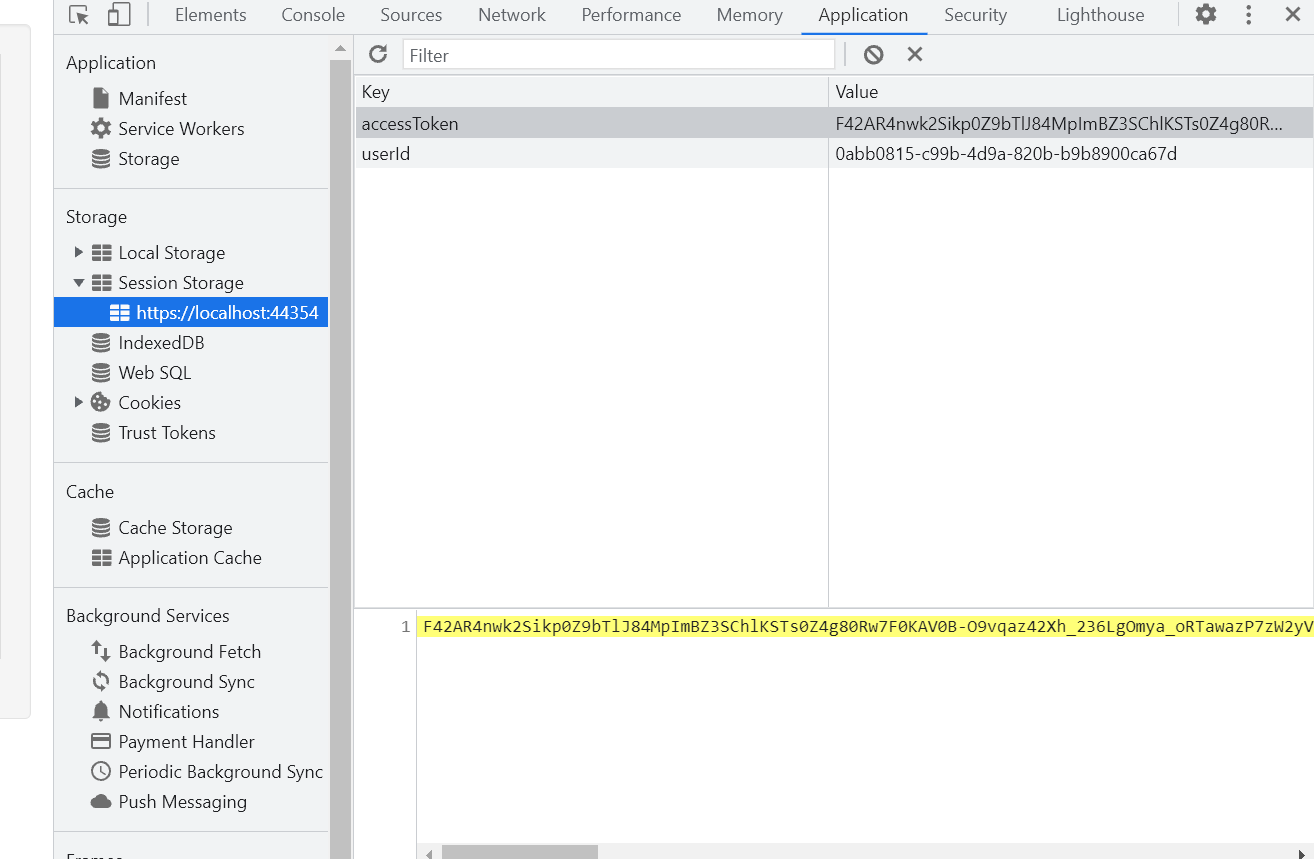 Elements Console Sources Network Performance Memory Application Security Lighthouse
Filter
Application
Manifest
Service Workers
Storage
Storage
Local Storage
Session Storage
https://localhost:44354
IndexedDB
Web SQL
Cookies
Trust Tokens
Cache
Cache Storage
Application Cache
Background Services
Background Fetch
Background Sync
Notifications
Payment Handler
Periodic Background Sync
Push Messaging
Frames
Key Value
accessToken F42AR4nwk2Sikp0Z9bTlJ84MpImBZ3SChlKSTs0Z4g80R...
userId 0abb0815-c99b-4d9a-820b-b9b8900ca67d
1 F42AR4nwk2Sikp0Z9bTlJ84MpImBZ3SChlKSTs0Z4g80Rw7F0KAV0B-O9vqaz42Xh_236LgOmya_oRTawazP7zW2yV